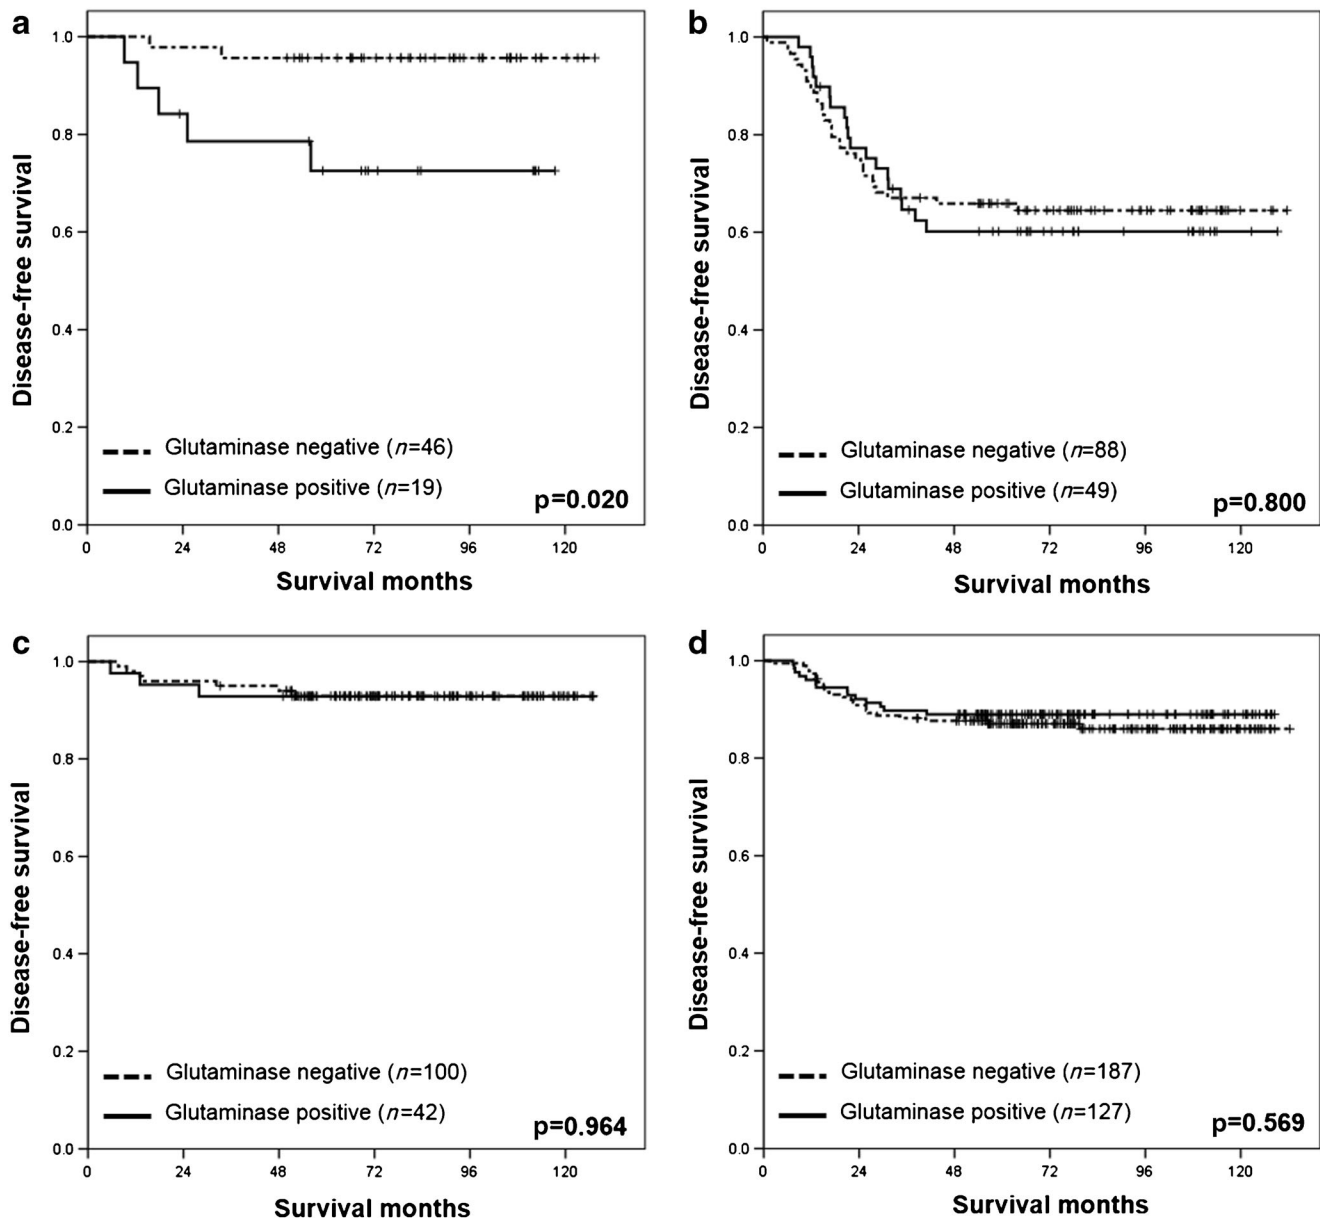 a
Disease-free survival
1.0
0.8
0.6
0.4
0.2
0.0
Glutaminase negative (n=46)
Glutaminase positive (n=19)
p=0.020
0 24 48 72 96 120
Survival months
b
Disease-free survival
1.0
0.8
0.6
0.4
0.2
0.0
Glutaminase negative (n=88)
Glutaminase positive (n=49)
p=0.800
0 24 48 72 96 120
Survival months
c
Disease-free survival
1.0
0.8
0.6
0.4
0.2
0.0
Glutaminase negative (n=100)
Glutaminase positive (n=42)
p=0.964
0 24 48 72 96 120
Survival months
d
Disease-free survival
1.0
0.8
0.6
0.4
0.2
0.0
Glutaminase negative (n=187)
Glutaminase positive (n=127)
p=0.569
0 24 48 72 96 120
Survival months